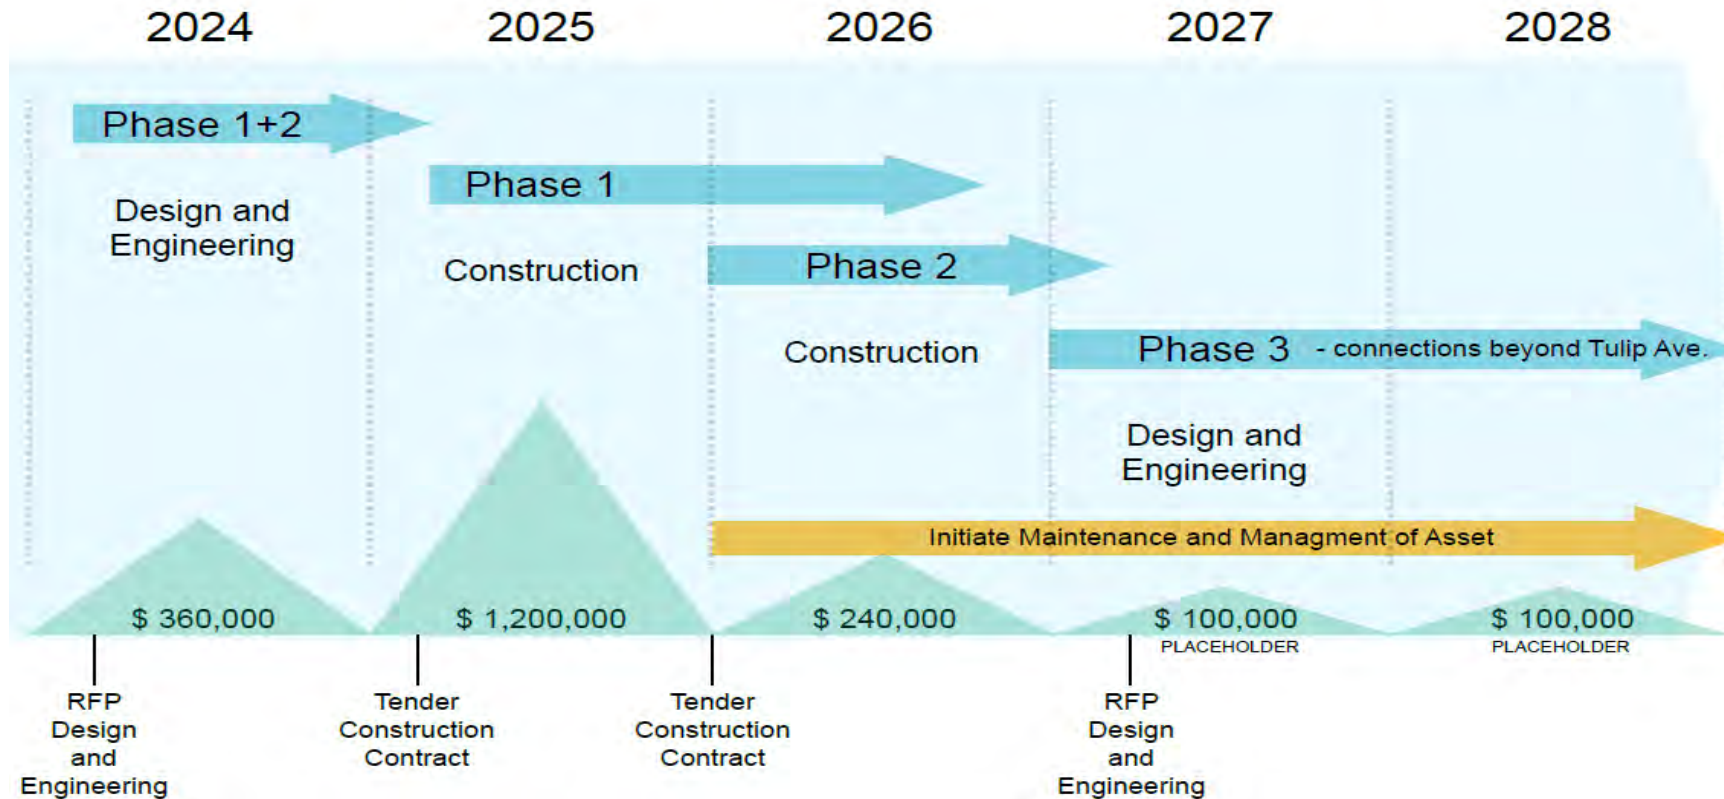 2024 2025 2026 2027 2028
Phase 1+2
Design and
Engineering
Phase 1
Construction
Phase 2
Construction
Phase 3 - connections beyond Tulip Ave.
Design and
Engineering
Initiate Maintenance and Managment of Asset
$ 360,000
$ 1,200,000
$ 240,000
$ 100,000
PLACEHOLDER
$ 100,000
PLACEHOLDER
RFP
Design
and
Engineering
Tender
Construction
Contract
Tender
Construction
Contract
RFP
Design
and
Engineering